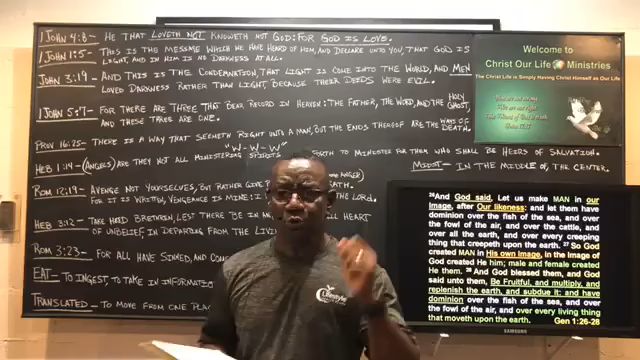 1 John 4:8- He that Loveth not Knoweth not God: For God is Love.
1 John 1:5- This is the message which we have heard of him, and declare unto you, that God is
Light, and in him is no darkness at all.
John 3:19- And this is the condemnation, that light is come into the world, and men
loved darkness rather than light, because their deeds were evil.
1 John 5:7- For there are three that bear record in heaven: the Father, the Word, and the Holy
Ghost,
and these three are one.
Prov 16:25- There is a way that seemeth right unto a man, but the ends thereof are the ways of
death.
"W-W-W"
Heb 1:14- (Angels) are they not all ministering spirits forth to minister for them who shall be heirs of salvation.
Midst- In the middle or the center.
Rom 12:19- Avenge not yourselves, but rather give Anger)
for it is written, vengeance is mine: the Lord.
Heb 3:12- Take heed brethren, lest there be in heart
of unbelief in departing from the
Rom 3:23- For all have sinned, and
Eat- To ingest, to take in information
Translated- To move from one place
Welcome to
Christ Our Life Ministries
The Christ Life is Simply Having Christ Himself as Our Life
26 And God said, Let us make MAN in our
Image, after Our likeness: and let them have
dominion over the fish of the sea, and over
the fowl of the air, and over the cattle, and
over all the earth, and over every creeping
thing that creepeth upon the earth. 27 So God
created MAN in His own Image, in the Image of
God created He him; male and female created
He them. 28 And God blessed them, and God
said unto them, Be Fruitful, and multiply, and
replenish the earth, and subdue it: and have
dominion over the fish of the sea, and over
the fowl of the air, and over every living thing
that moveth upon the earth. Gen 1:26-28
SAMSUNG
Lifestyle